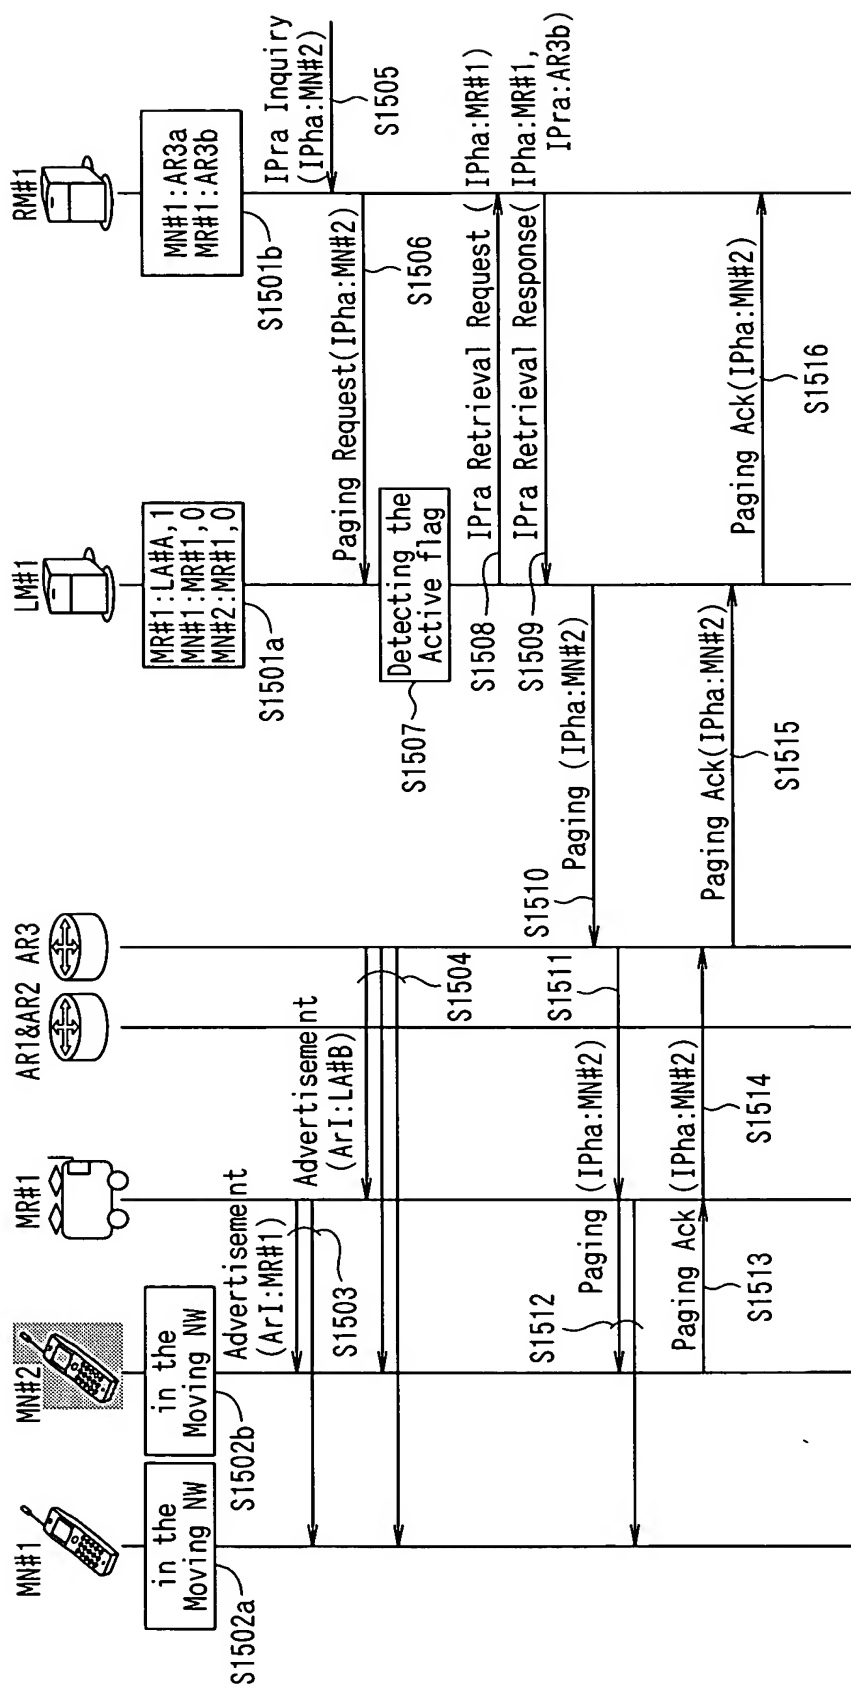 MN#1
MN#2
MR#1
AR1&AR2
AR3
LM#1
RM#1
in the
Moving NW
S1502a
in the
Moving NW
S1502b
MR#1:LA#A,1
MN#1:MR#1,0
MN#2:MR#1,0
S1501a
MN#1:AR3a
MR#1:AR3b
S1501b
Advertisement
(ArI:MR#1)
S1503
Advertisement
(ArI:LA#B)
S1504
IPra Inquiry
(IPha:MN#2)
S1505
Paging Request(IPha:MN#2)
S1506
Detecting the
Active flag
S1507
IPra Retrieval Request (IPha:MR#1)
S1508
IPra Retrieval Response(IPha:MR#1,
IPra:AR3b)
S1509
Paging (IPha:MN#2)
S1510
S1511
Paging (IPha:MN#2)
S1512
Paging Ack (IPha:MN#2)
S1513
S1514
Paging Ack(IPha:MN#2)
S1515
Paging Ack(IPha:MN#2)
S1516